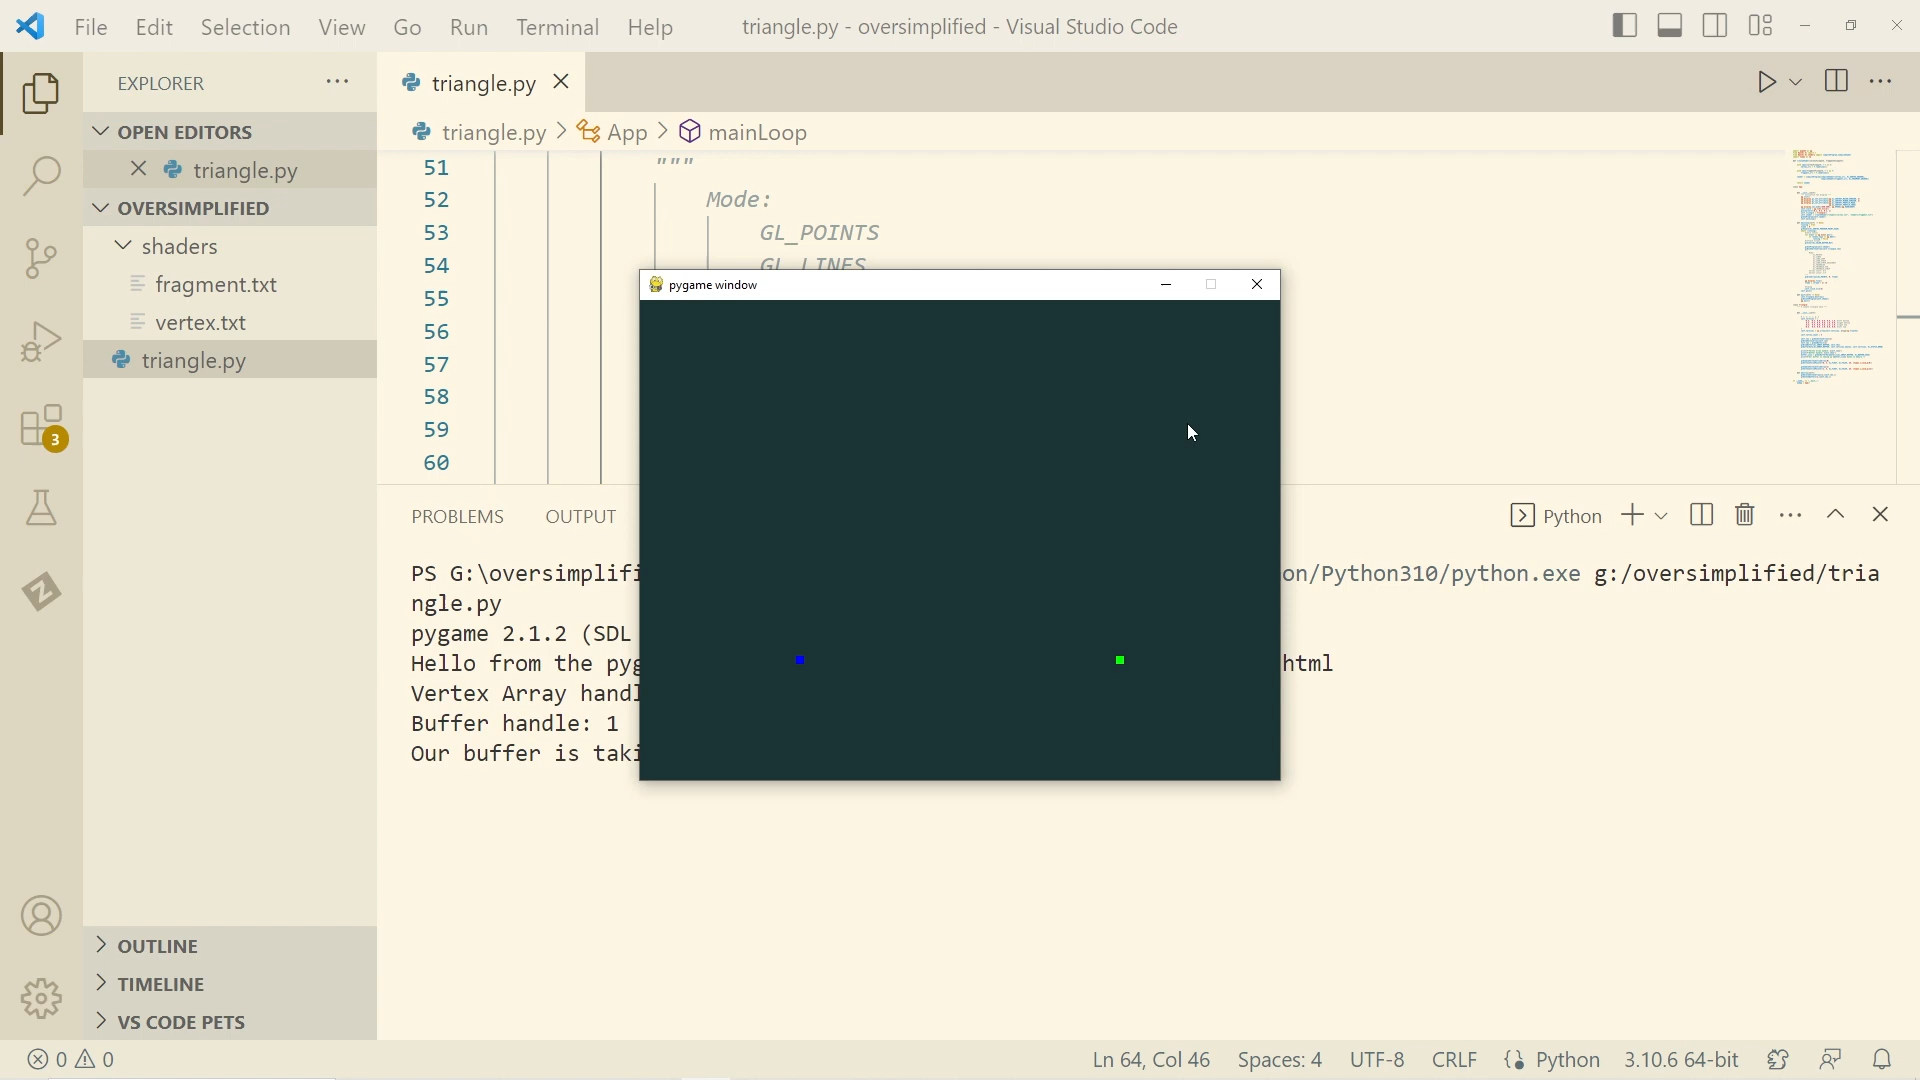 File Edit Selection View Go Run Terminal Help
triangle.py - oversimplified - Visual Studio Code
EXPLORER
OPEN EDITORS
triangle.py
OVERSIMPLIFIED
shaders
fragment.txt
vertex.txt
triangle.py
OUTLINE
TIMELINE
VS CODE PETS
3
triangle.py
triangle.py App mainLoop
51 """
52 Mode:
53 GL_POINTS
54 GL_LINES
55
56
57
58
59
60
pygame window
PROBLEMS OUTPUT
Python
PS G:\oversimplifi on/Python310/python.exe g:/oversimplified/tria
ngle.py
pygame 2.1.2 (SDL
Hello from the pyg html
Vertex Array handl
Buffer handle: 1
Our buffer is taki
0 0
Ln 64, Col 46 Spaces: 4 UTF-8 CRLF Python 3.10.6 64-bit